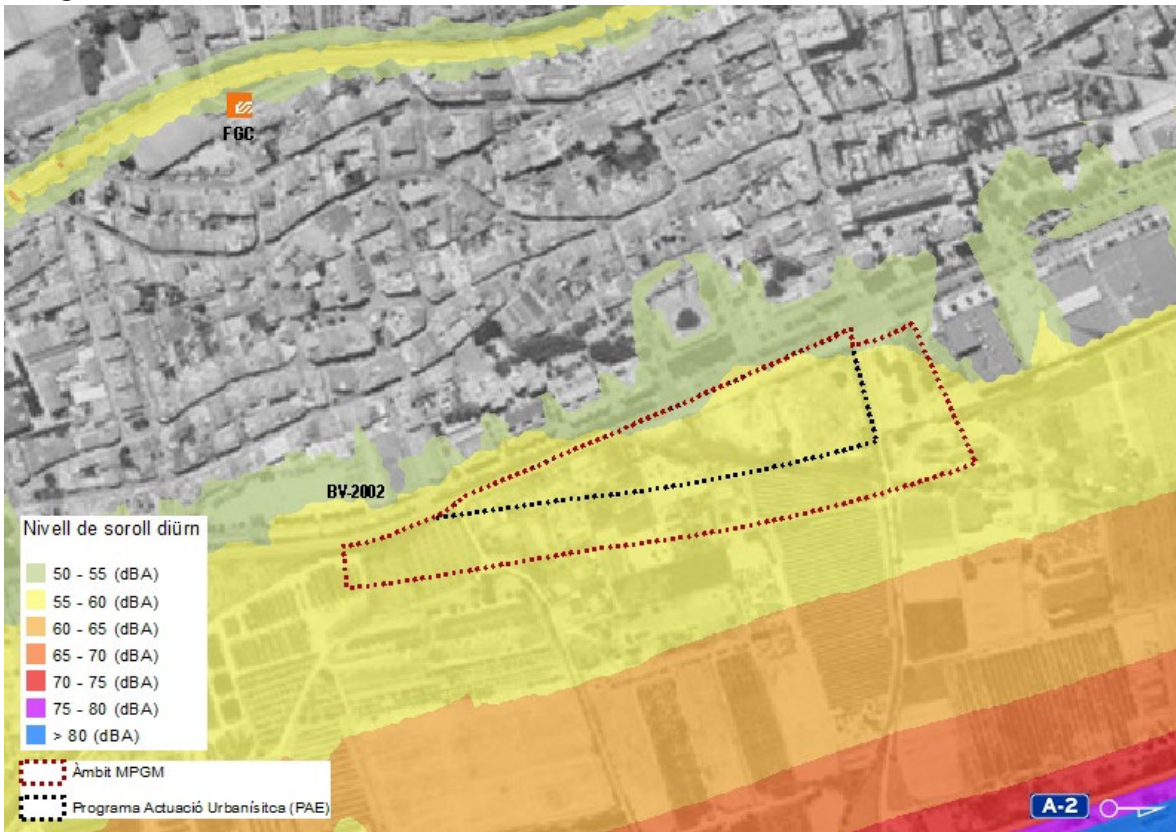 FGC
BV-2002
Nivell de soroll diürn
50 - 55 (dBA)
55 - 60 (dBA)
60 - 65 (dBA)
65 - 70 (dBA)
70 - 75 (dBA)
75 - 80 (dBA)
> 80 (dBA)
Àmbit MPGM
Programa Actuació Urbanísitca (PAE)
A-2